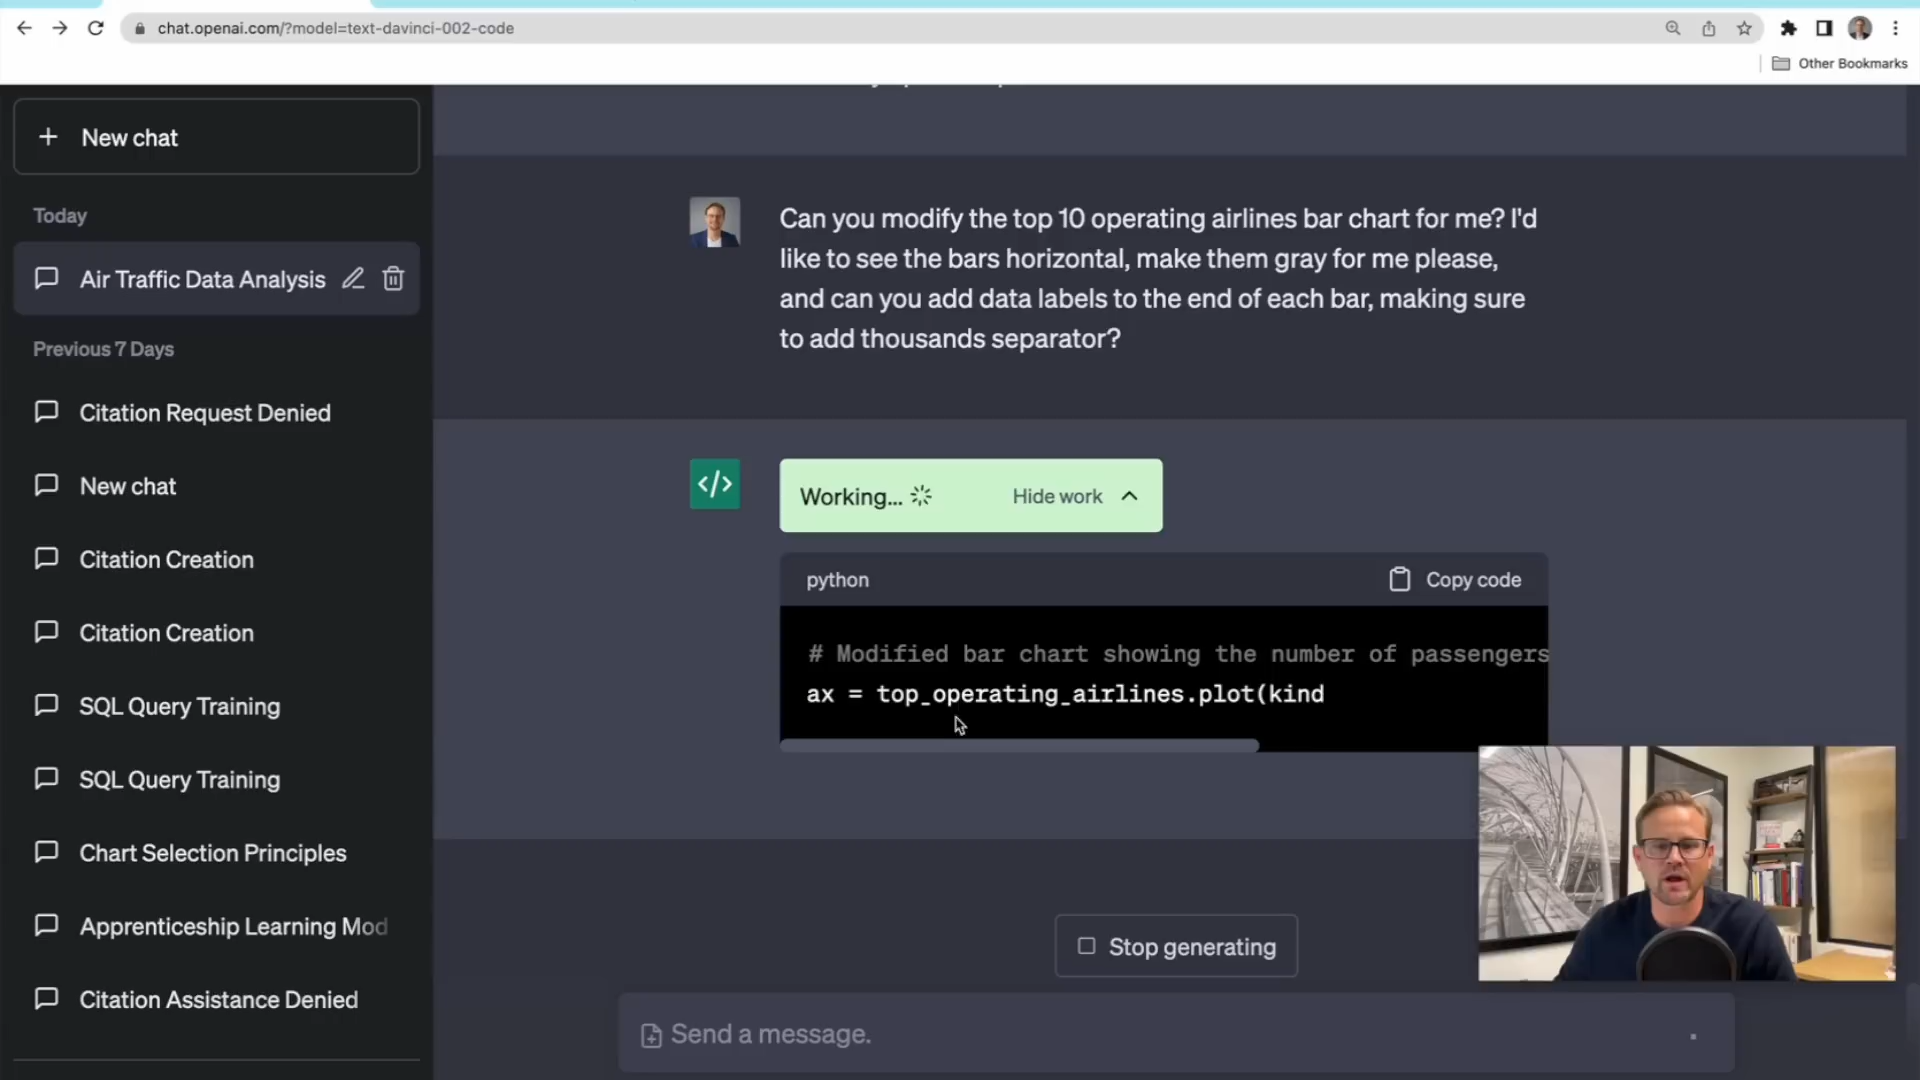 chat.openai.com/?model=text-davinci-002-code
Other Bookmarks
New chat
Today
Air Traffic Data Analysis
Previous 7 Days
Citation Request Denied
New chat
Citation Creation
Citation Creation
SQL Query Training
SQL Query Training
Chart Selection Principles
Apprenticeship Learning Mod
Citation Assistance Denied
Can you modify the top 10 operating airlines bar chart for me? I'd
like to see the bars horizontal, make them gray for me please,
and can you add data labels to the end of each bar, making sure
to add thousands separator?
</>
Working...
Hide work
python
Copy code
# Modified bar chart showing the number of passengers
ax = top_operating_airlines.plot(kind
Stop generating
Send a message.